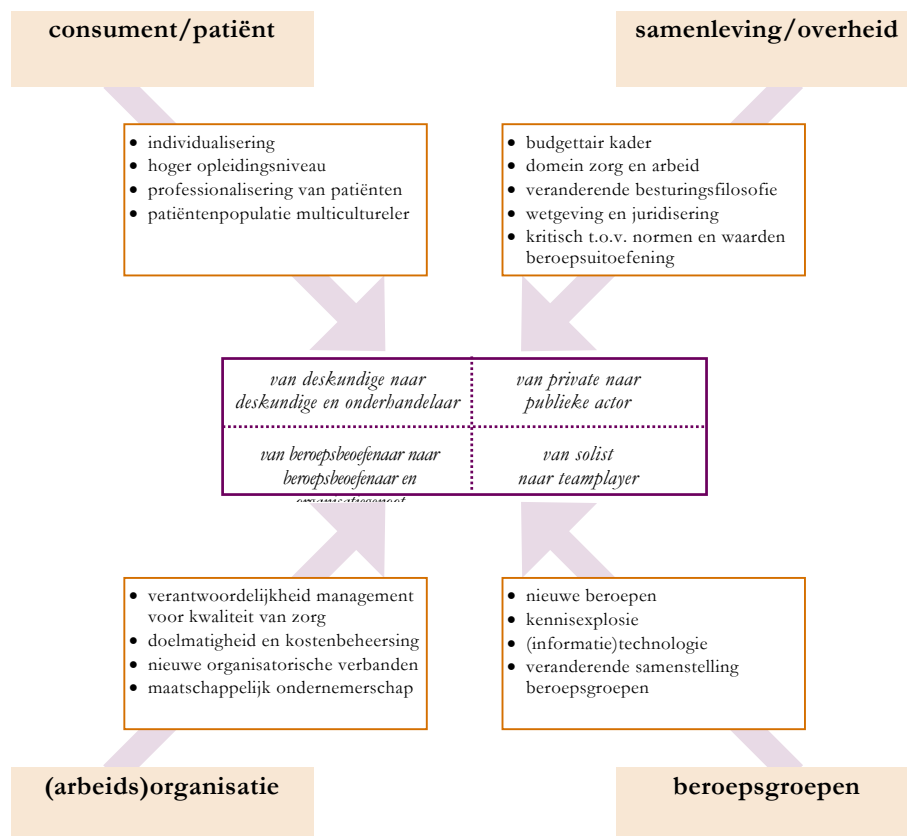 consument/patiënt
samenleving/overheid
• individualisering
• hoger opleidingsniveau
• professionalisering van patiënten
• patiëntenpopulatie multicultureler
• budgettair kader
• domein zorg en arbeid
• veranderende besturingsfilosofie
• wetgeving en juridisering
• kritisch t.o.v. normen en waarden
beroepsuitoefening
van deskundige naar
deskundige en onderhandelaar
van private naar
publieke actor
van beroepsbeoefenaar naar
beroepsbeoefenaar en
organisatiegenoot
van solist
naar teamplayer
• verantwoordelijkheid management
voor kwaliteit van zorg
• doelmatigheid en kostenbeheersing
• nieuwe organisatorische verbanden
• maatschappelijk ondernemerschap
• nieuwe beroepen
• kennisexplosie
• (informatie)technologie
• veranderende samenstelling
beroepsgroepen
(arbeids)organisatie
beroepsgroepen